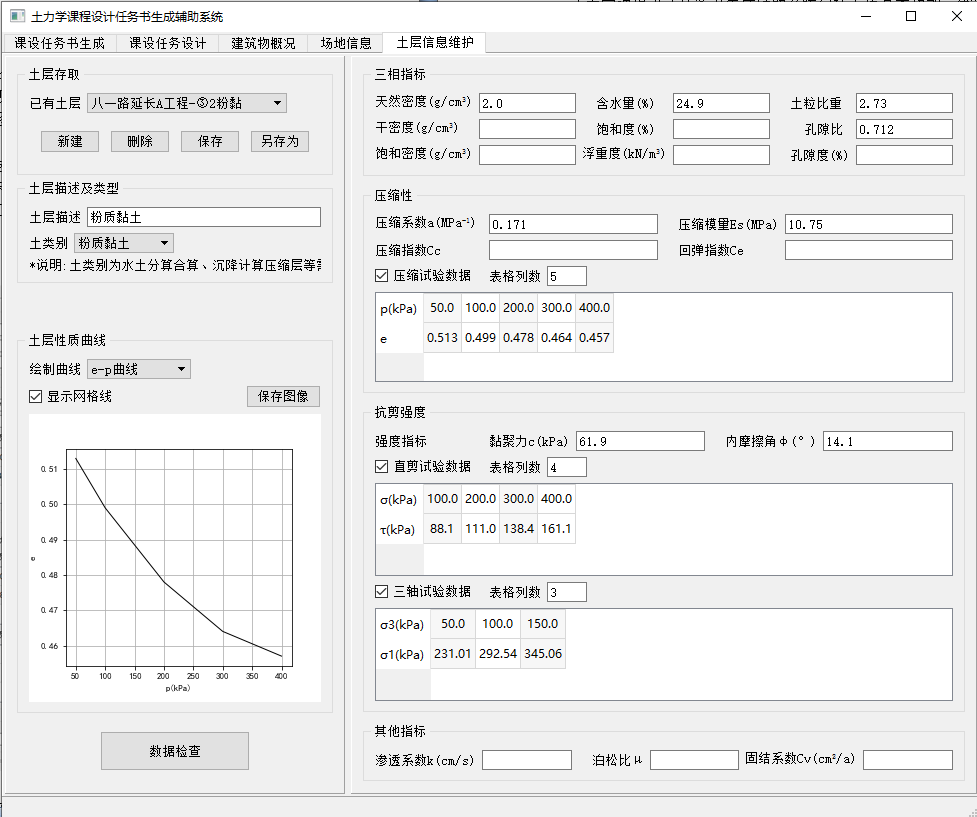 土力学课程设计任务书生成辅助系统
课设任务书生成 课设任务设计 建筑物概况 场地信息 土层信息维护
土层存取
已有土层 八一路延长A工程-⑤2粉黏
新建 删除 保存 另存为
土层描述及类型
土层描述 粉质黏土
土类别 粉质黏土
*说明:土类别为水土分算合算、沉降计算压缩层等需
土层性质曲线
绘制曲线 e-p曲线
显示网格线 保存图像
0.51
0.50
0.49
0.48
0.47
0.46
e
50 100 150 200 250 300 350 400
p(kPa)
数据检查
三相指标
天然密度(g/cm³) 2.0 含水量(%) 24.9 土粒比重 2.73
干密度(g/cm³) 饱和度(%) 孔隙比 0.712
饱和密度(g/cm³) 浮重度(kN/m³) 孔隙度(%)
压缩性
压缩系数a(MPa⁻¹) 0.171 压缩模量Es(MPa) 10.75
压缩指数Cc 回弹指数Ce
压缩试验数据 表格列数 5
p(kPa) 50.0 100.0 200.0 300.0 400.0
e 0.513 0.499 0.478 0.464 0.457
抗剪强度
强度指标 黏聚力c(kPa) 61.9 内摩擦角φ(°) 14.1
直剪试验数据 表格列数 4
σ(kPa) 100.0 200.0 300.0 400.0
τ(kPa) 88.1 111.0 138.4 161.1
三轴试验数据 表格列数 3
σ3(kPa) 50.0 100.0 150.0
σ1(kPa) 231.01 292.54 345.06
其他指标
渗透系数k(cm/s) 泊松比μ 固结系数Cv(cm²/a)